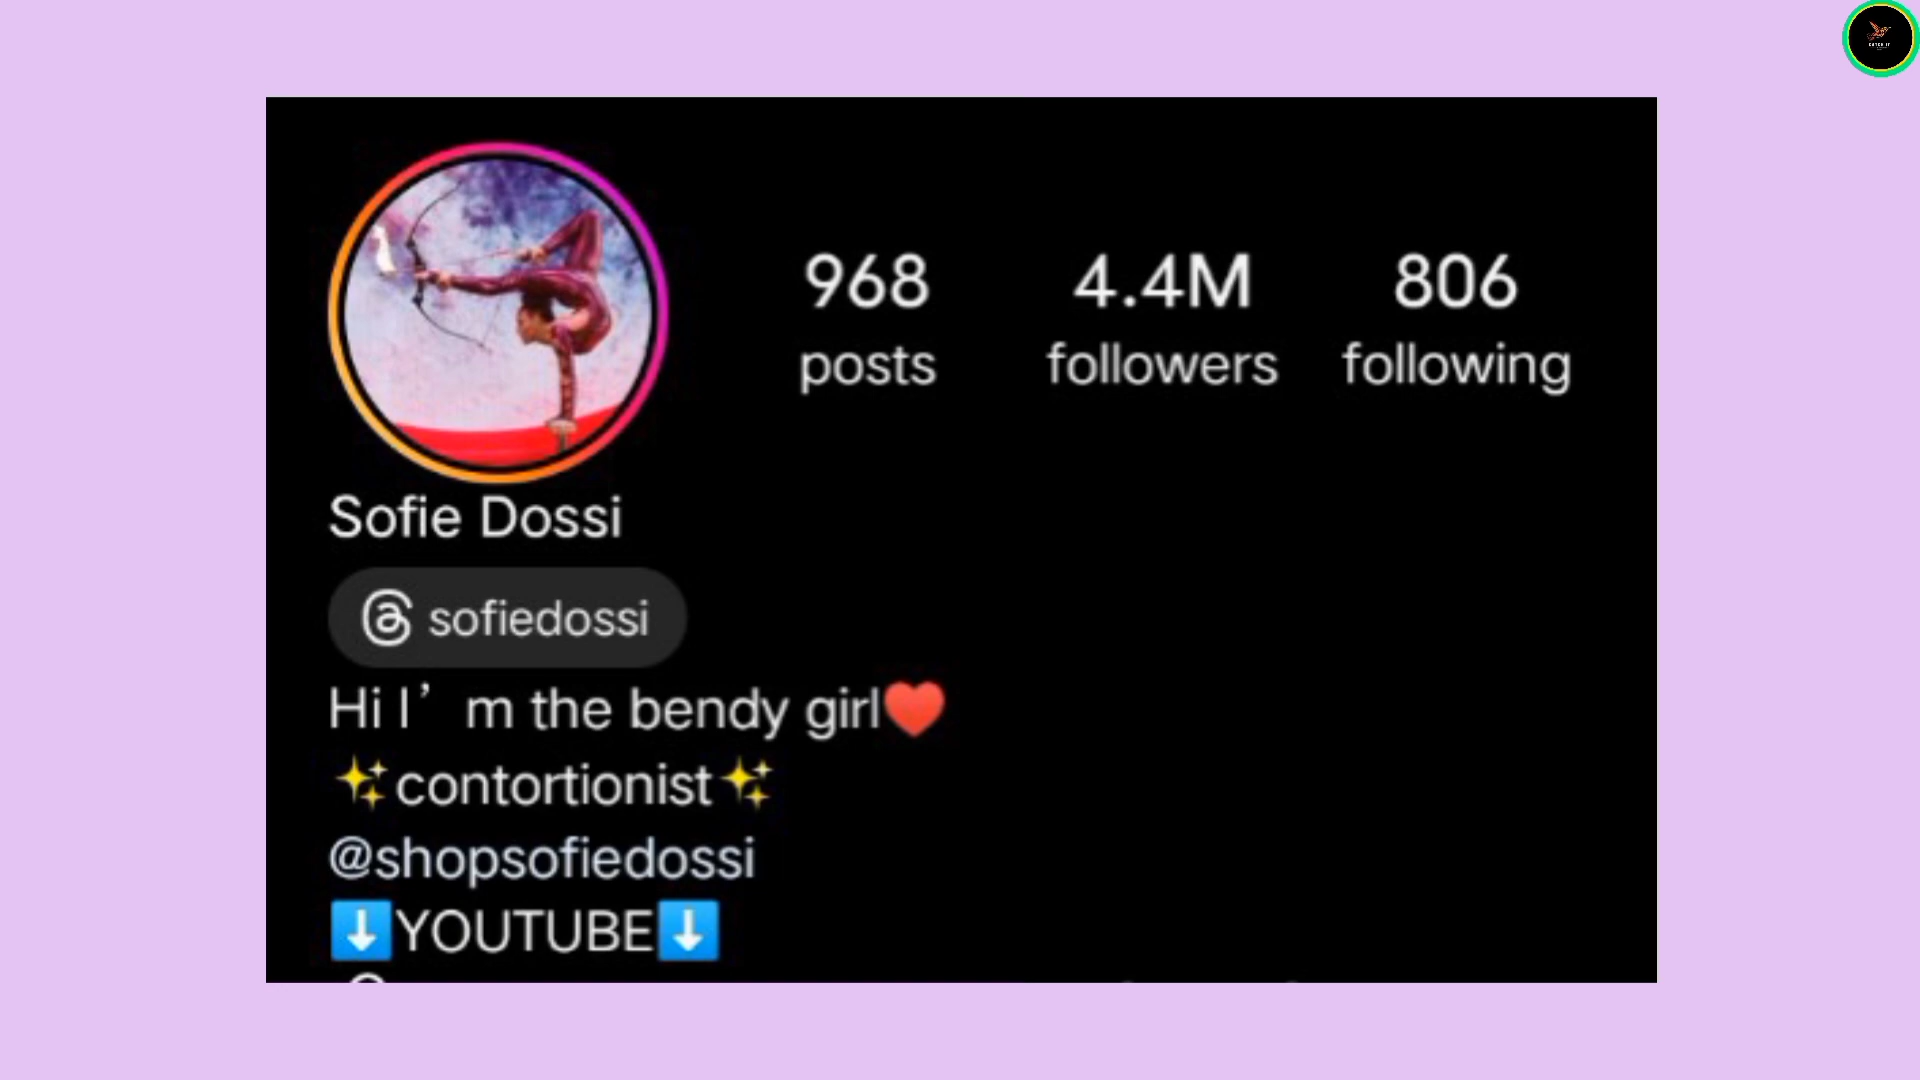 968 4.4M 806
posts followers following
Sofie Dossi
sofiedossi
Hi I’m the bendy girl❤️
✨contortionist✨
@shopsofiedossi
⬇️YOUTUBE⬇️